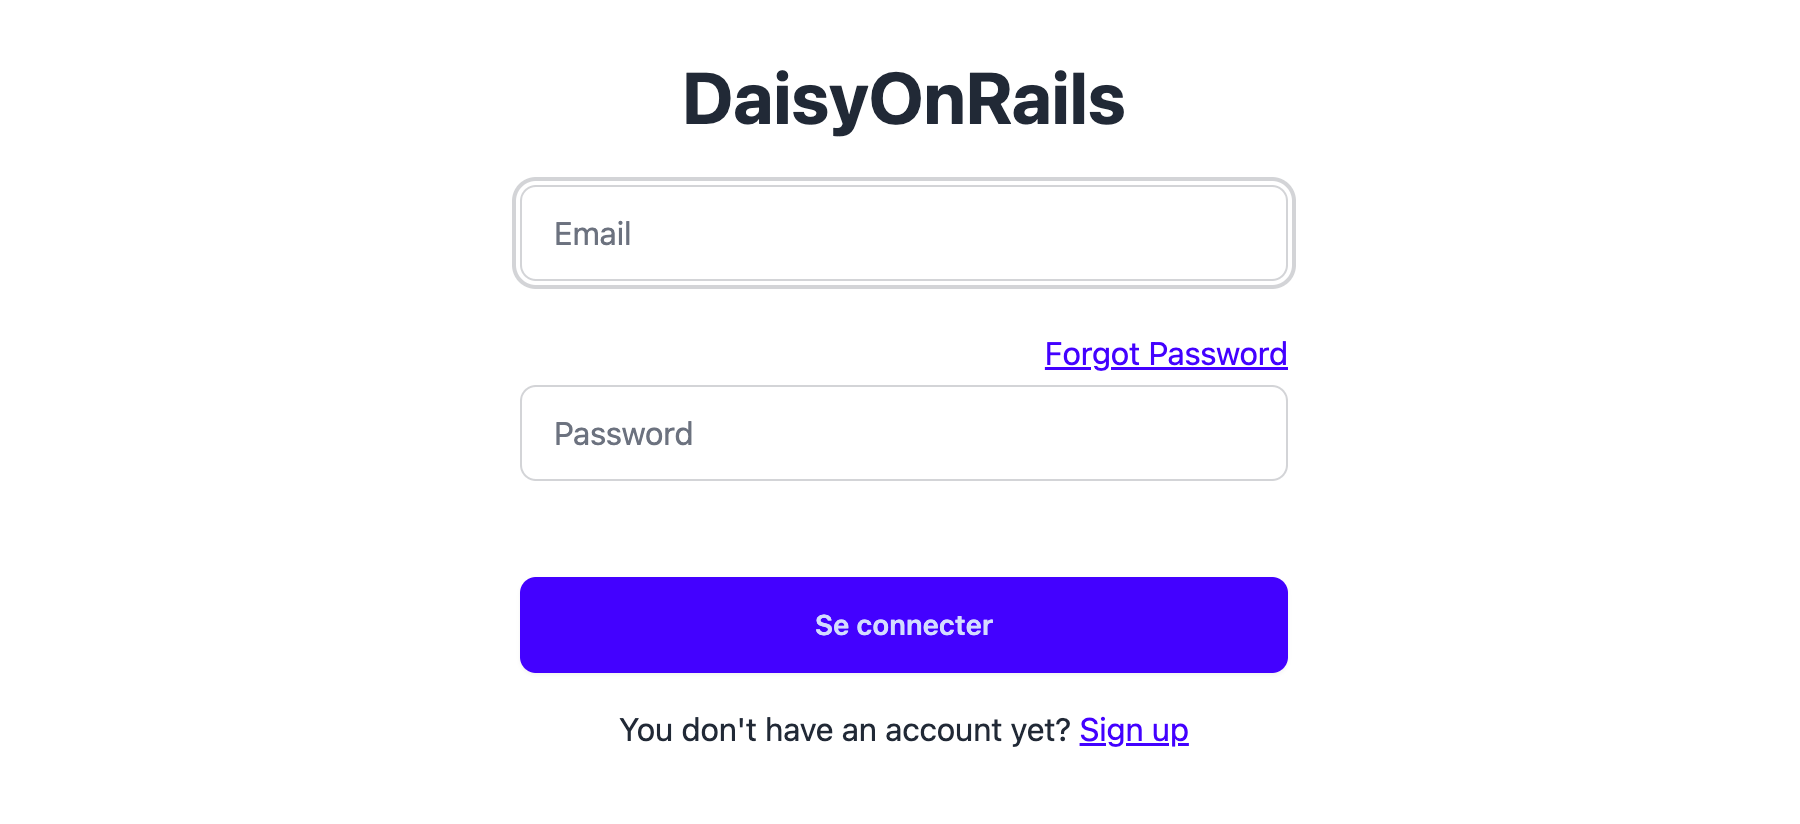 DaisyOnRails
Email
Forgot Password
Password
Se connecter
You don't have an account yet? Sign up